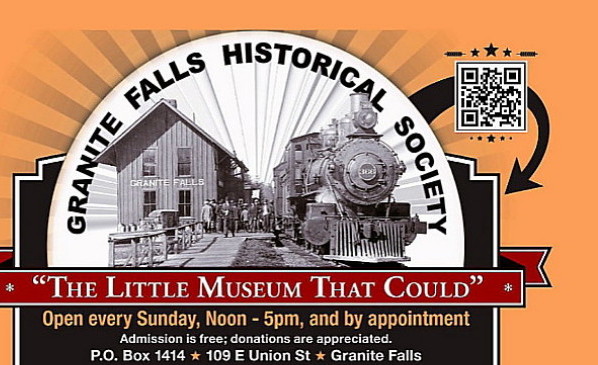 GRANITE FALLS HISTORICAL SOCIETY
GRANITE FALLS
366
* "THE LITTLE MUSEUM THAT COULD" *
Open every Sunday, Noon - 5pm, and by appointment
Admission is free; donations are appreciated.
P.O. Box 1414 ★ 109 E Union St ★ Granite Falls